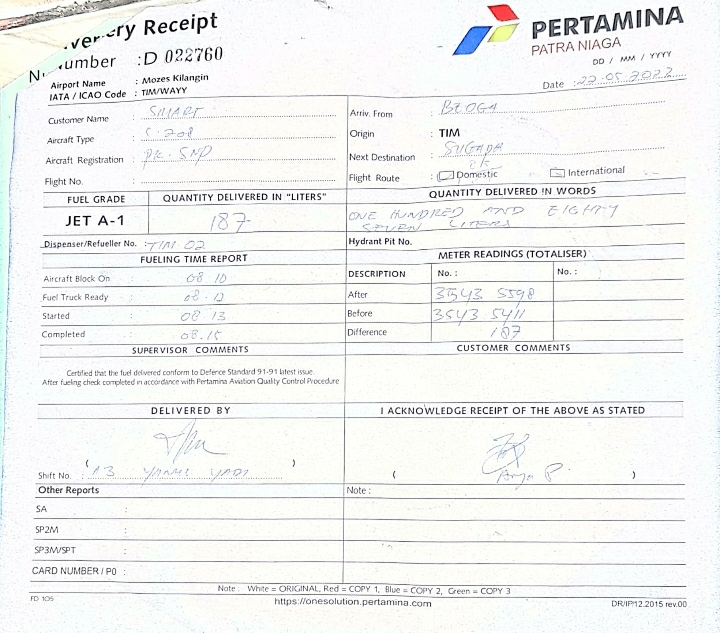 very Receipt
PERTAMINA
PATRA NIAGA
Number : D 022760
DD / MM / YYYY
Airport Name : Mozes Kilangin
IATA / ICAO Code : TIM/WAYY
Date : 22.05.2022
Customer Name : SMART
Arriv. From : BEOGA
Aircraft Type : C-208
Origin : TIM
Aircraft Registration : PK-SNP
Next Destination : SUGAPA
Flight No. :
Flight Route : Domestic International
FUEL GRADE QUANTITY DELIVERED IN "LITERS" QUANTITY DELIVERED IN WORDS
JET A-1 187 ONE HUNDRED AND EIGHTY
SEVEN LITERS
Dispenser/Refueller No. TIM 02 Hydrant Pit No.
FUELING TIME REPORT METER READINGS (TOTALISER)
Aircraft Block On : 08 10 DESCRIPTION No. : No. :
Fuel Truck Ready : 08.12 After 3543 5598
Started : 08 13 Before 3543 5411
Completed : 08.15 Difference 187
SUPERVISOR COMMENTS CUSTOMER COMMENTS
Certified that the fuel delivered conform to Defence Standard 91-91 latest issue.
After fueling check completed in accordance with Pertamina Aviation Quality Control Procedure
DELIVERED BY I ACKNOWLEDGE RECEIPT OF THE ABOVE AS STATED
( ) ( )
Shift No. : 13
Other Reports Note :
SA :
SP2M :
SP3M/SPT :
CARD NUMBER / PO :
Note : White = ORIGINAL, Red = COPY 1, Blue = COPY 2, Green = COPY 3
FD 105 https://onesolution.pertamina.com DR/IP/12.2015 rev.00